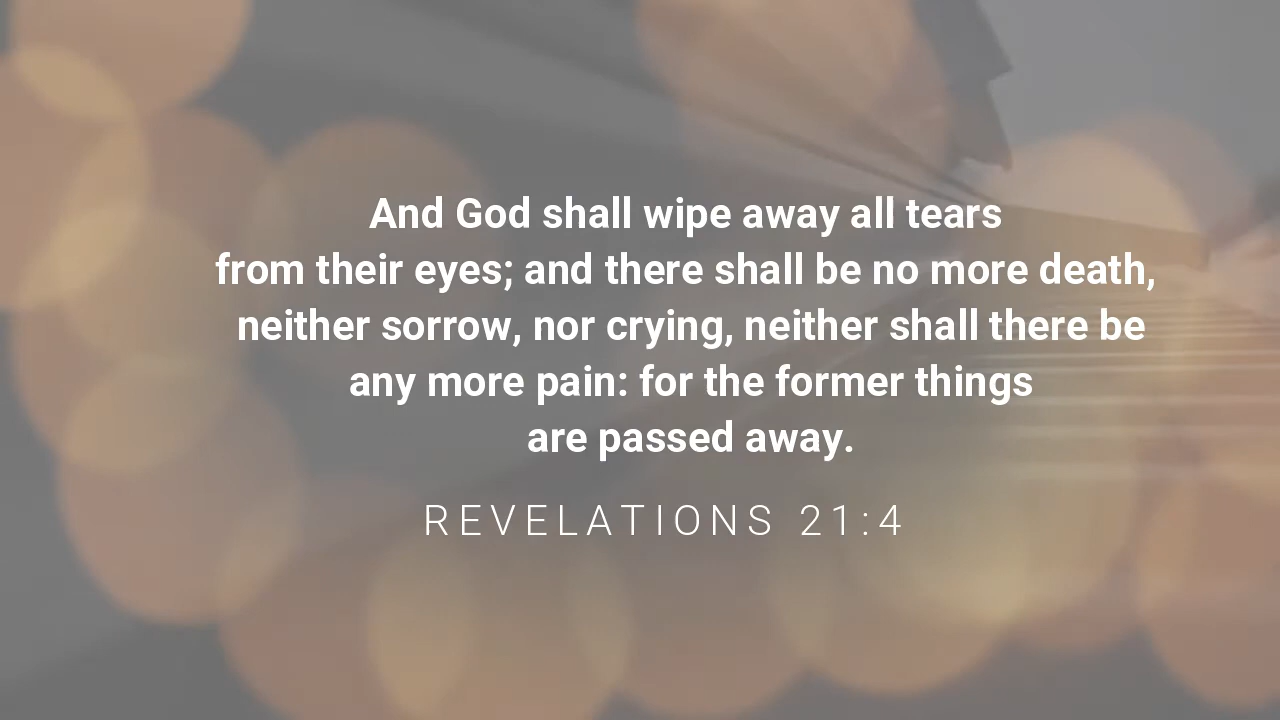 And God shall wipe away all tears
from their eyes; and there shall be no more death,
neither sorrow, nor crying, neither shall there be
any more pain: for the former things
are passed away.
REVELATIONS 21:4